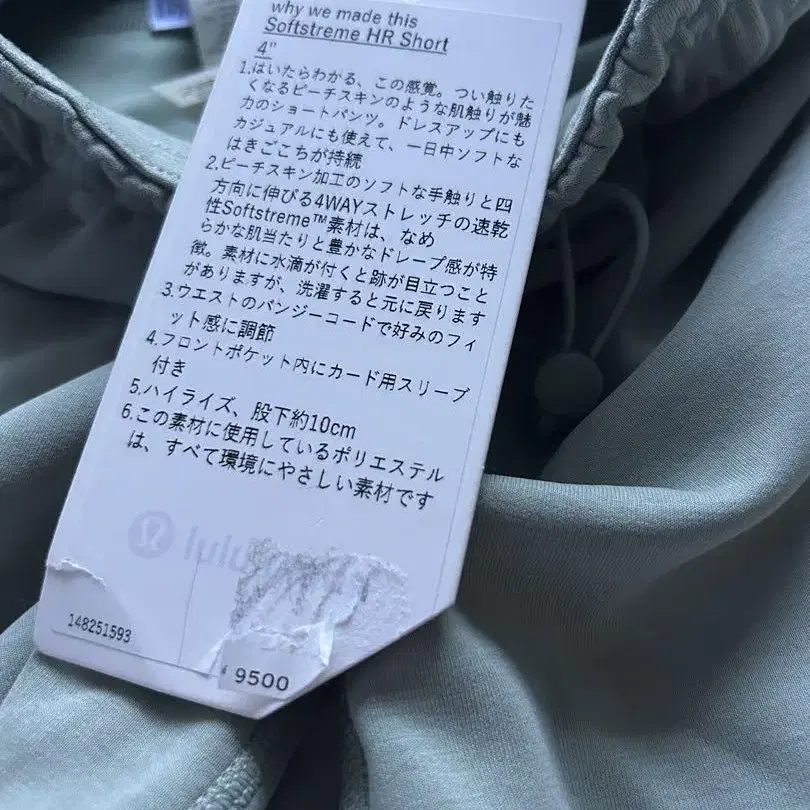 why we made this
Softstreme HR Short
4"
1.はいたらわかる、この感覚。つい触りた
くなるピーチスキンのような肌触りが魅
力のショートパンツ。ドレスアップにも
カジュアルにも使えて、一日中ソフトな
はきごこちが持続
2.ピーチスキン加工のソフトな手触りと四
方向に伸びる4WAYストレッチの速乾
性Softstreme™素材は、なめ
らかな肌当たりと豊かなドレープ感が特
徴。素材に水滴が付くと跡が目立つこと
がありますが、洗濯すると元に戻ります
3.ウエストのバンジーコードで好みのフィ
ット感に調節
4.フロントポケット内にカード用スリーブ
付き
5.ハイライズ、股下約10cm
6.この素材に使用しているポリエステル
は、すべて環境にやさしい素材です
148251593
¥ 9500